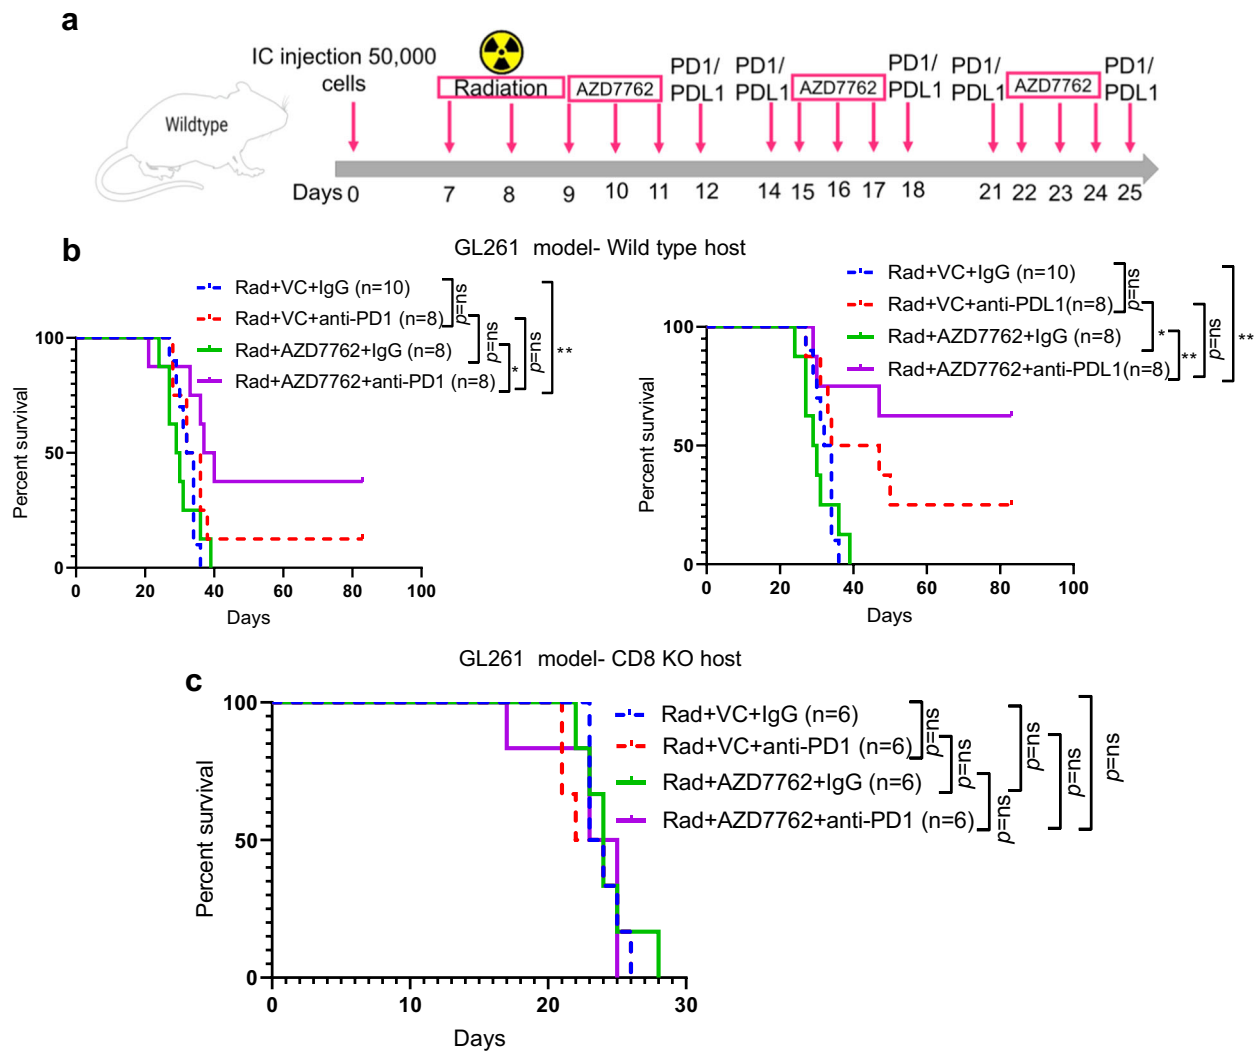 a
IC injection 50,000
cells
Wildtype
Radiation
AZD7762
PD1/
PDL1
PD1/
PDL1
AZD7762
PD1/
PDL1
PD1/
PDL1
AZD7762
PD1/
PDL1
Days 0 7 8 9 10 11 12 14 15 16 17 18 21 22 23 24 25
b
GL261 model- Wild type host
Rad+VC+IgG (n=10)
Rad+VC+anti-PD1 (n=8)
Rad+AZD7762+IgG (n=8)
Rad+AZD7762+anti-PD1 (n=8)
p=ns
p=ns
*
p=ns
**
Percent survival
100
50
0
0 20 40 60 80 100
Days
Rad+VC+IgG (n=10)
Rad+VC+anti-PDL1(n=8)
Rad+AZD7762+IgG (n=8)
Rad+AZD7762+anti-PDL1(n=8)
p=ns
*
**
p=ns
**
Percent survival
100
50
0
0 20 40 60 80 100
Days
GL261 model- CD8 KO host
c
Rad+VC+IgG (n=6)
Rad+VC+anti-PD1 (n=6)
Rad+AZD7762+IgG (n=6)
Rad+AZD7762+anti-PD1 (n=6)
p=ns
p=ns
p=ns
p=ns
p=ns
p=ns
Percent survival
100
50
0
0 10 20 30
Days